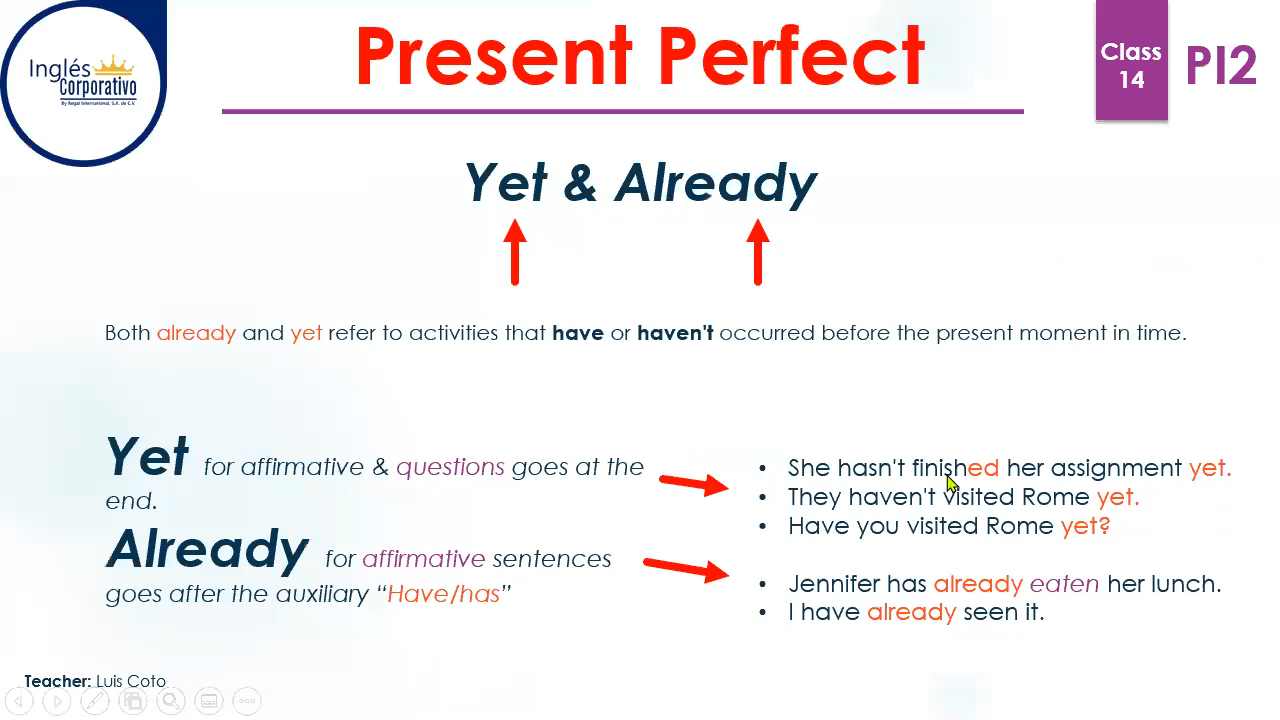 Inglés
Corporativo
By Regal International, S.A. de C.V.
Present Perfect
Class
14
PI2
Yet & Already
Both already and yet refer to activities that have or haven't occurred before the present moment in time.
Yet for affirmative & questions goes at the
end.
Already for affirmative sentences
goes after the auxiliary “Have/has”
• She hasn't finished her assignment yet.
• They haven't visited Rome yet.
• Have you visited Rome yet?
• Jennifer has already eaten her lunch.
• I have already seen it.
Teacher: Luis Coto